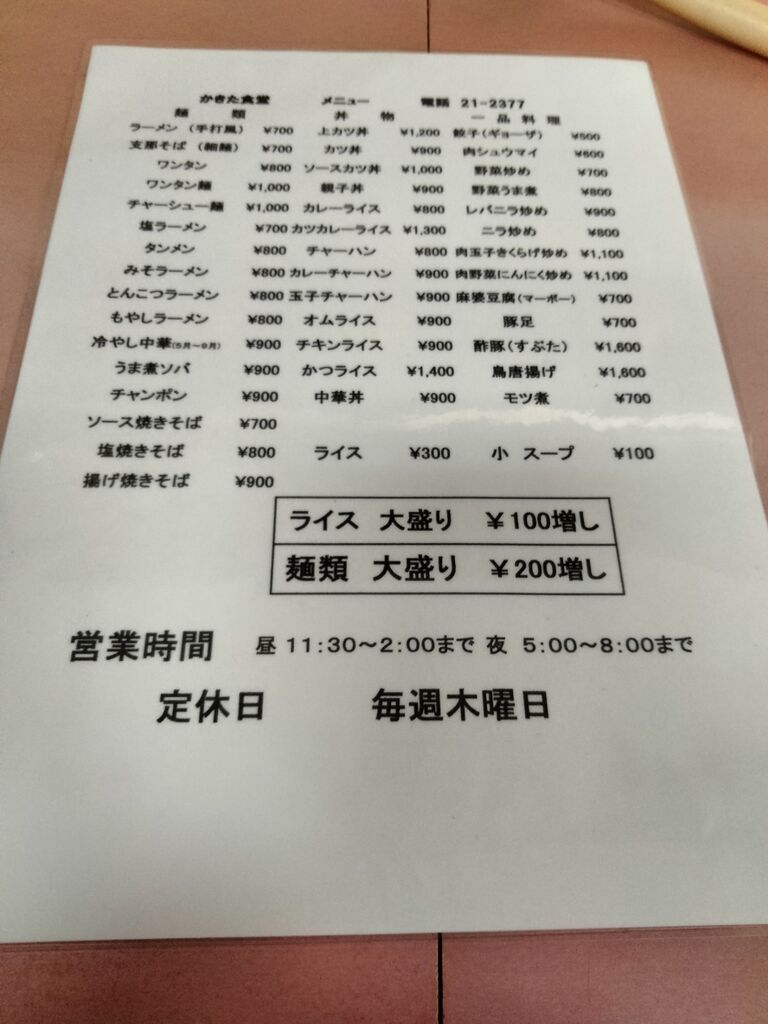 かきた食堂 メニュー 電話 21-2377
麺類 丼物 一品料理
ラーメン (手打風) ¥700 上カツ丼 ¥1,200 餃子(ギョーザ) ¥500
支那そば (細麺) ¥700 カツ丼 ¥900 肉シュウマイ ¥600
ワンタン ¥800 ソースカツ丼 ¥1,000 野菜炒め ¥700
ワンタン麺 ¥1,000 親子丼 ¥900 野菜うま煮 ¥800
チャーシュー麺 ¥1,000 カレーライス ¥800 レバニラ炒め ¥900
塩ラーメン ¥700 カツカレーライス ¥1,300 ニラ炒め ¥800
タンメン ¥800 チャーハン ¥800 肉玉子きくらげ炒め ¥1,100
みそラーメン ¥800 カレーチャーハン ¥900 肉野菜にんにく炒め ¥1,100
とんこつラーメン ¥800 玉子チャーハン ¥900 麻婆豆腐(マーボー) ¥700
もやしラーメン ¥800 オムライス ¥900 豚足 ¥700
冷やし中華(5月~9月) ¥900 チキンライス ¥900 酢豚(すぶた) ¥1,600
うま煮ソバ ¥900 かつライス ¥1,400 鳥唐揚げ ¥1,600
チャンポン ¥900 中華丼 ¥900 モツ煮 ¥700
ソース焼きそば ¥700
塩焼きそば ¥800 ライス ¥300 小 スープ ¥100
揚げ焼きそば ¥900
ライス 大盛り ¥100増し
麺類 大盛り ¥200増し
営業時間 昼 11:30~2:00まで 夜 5:00~8:00まで
定休日 毎週木曜日